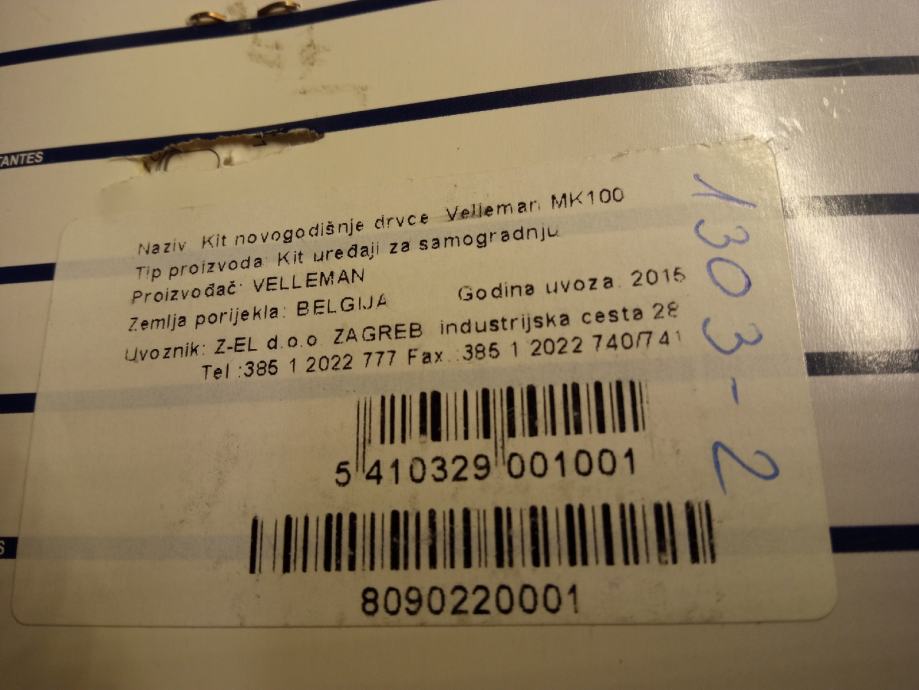 TANTES
Naziv Kit novogodišnje drvce Velleman MK100
Tip proizvoda: Kit uređaji za samogradnju
Proizvođač: VELLEMAN
Zemlja porijekla: BELGIJA Godina uvoza 2015
Uvoznik: Z-EL d.o.o. ZAGREB industrijska cesta 28
Tel :385 1 2022 777 Fax.:385 1 2022 740/741
5 410329 001001
8090220001
1303-2
S